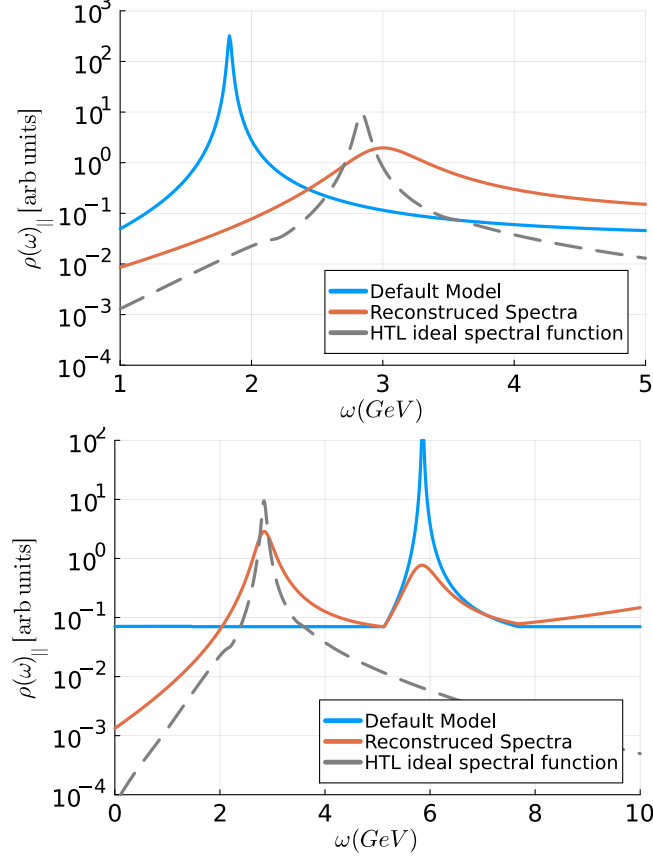 10^3
10^2
10^1
10^0
10^-1
10^-2
10^-3
10^-4
ρ(ω)_|| [arb units]
Default Model
Reconstruced Spectra
HTL ideal spectral function
1 2 3 4 5
ω(GeV)
10^2
10^1
10^0
10^-1
10^-2
10^-3
10^-4
ρ(ω)_|| [arb units]
Default Model
Reconstruced Spectra
HTL ideal spectral function
0 2 4 6 8 10
ω(GeV)